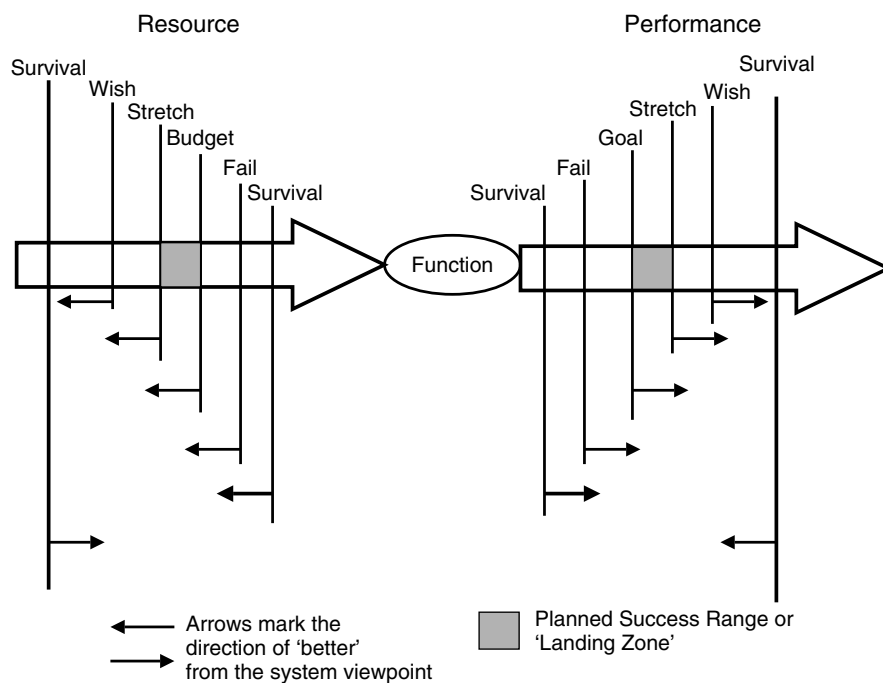 Resource
Performance
Survival
Wish
Stretch
Budget
Fail
Survival
Survival
Fail
Goal
Stretch
Wish
Survival
Function
Arrows mark the
direction of ‘better’
from the system viewpoint
Planned Success Range or
‘Landing Zone’